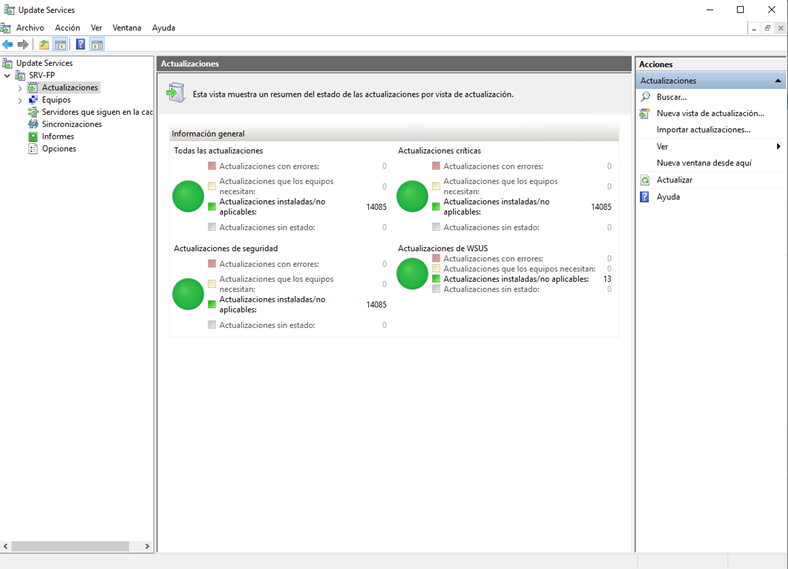 Update Services
Archivo Acción Ver Ventana Ayuda
Update Services
SRV-FP
Actualizaciones
Equipos
Servidores que siguen en la cac
Sincronizaciones
Informes
Opciones
Actualizaciones
Esta vista muestra un resumen del estado de las actualizaciones por vista de actualización.
Información general
Todas las actualizaciones
Actualizaciones con errores: 0
Actualizaciones que los equipos
necesitan: 0
Actualizaciones instaladas/no
aplicables: 14085
Actualizaciones sin estado: 0
Actualizaciones críticas
Actualizaciones con errores: 0
Actualizaciones que los equipos
necesitan: 0
Actualizaciones instaladas/no
aplicables: 14085
Actualizaciones sin estado: 0
Actualizaciones de seguridad
Actualizaciones con errores: 0
Actualizaciones que los equipos
necesitan: 0
Actualizaciones instaladas/no
aplicables: 14085
Actualizaciones sin estado: 0
Actualizaciones de WSUS
Actualizaciones con errores: 0
Actualizaciones que los equipos necesitan: 0
Actualizaciones instaladas/no aplicables: 13
Actualizaciones sin estado: 0
Acciones
Actualizaciones
Buscar...
Nueva vista de actualización...
Importar actualizaciones...
Ver
Nueva ventana desde aquí
Actualizar
Ayuda